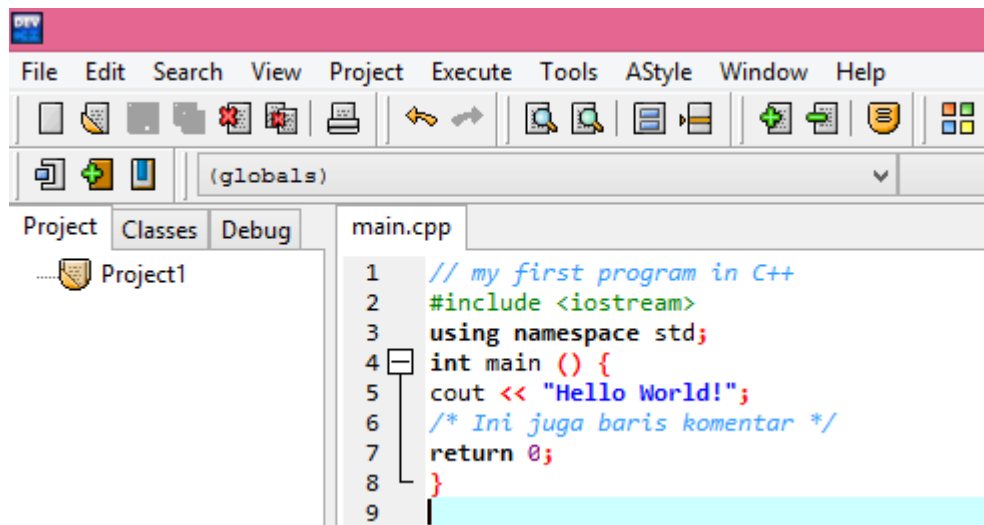 DEV
File Edit Search View Project Execute Tools AStyle Window Help
(globals)
Project Classes Debug
main.cpp
Project1
1 // my first program in C++
2 #include <iostream>
3 using namespace std;
4 int main () {
5 cout << "Hello World!";
6 /* Ini juga baris komentar */
7 return 0;
8 }
9